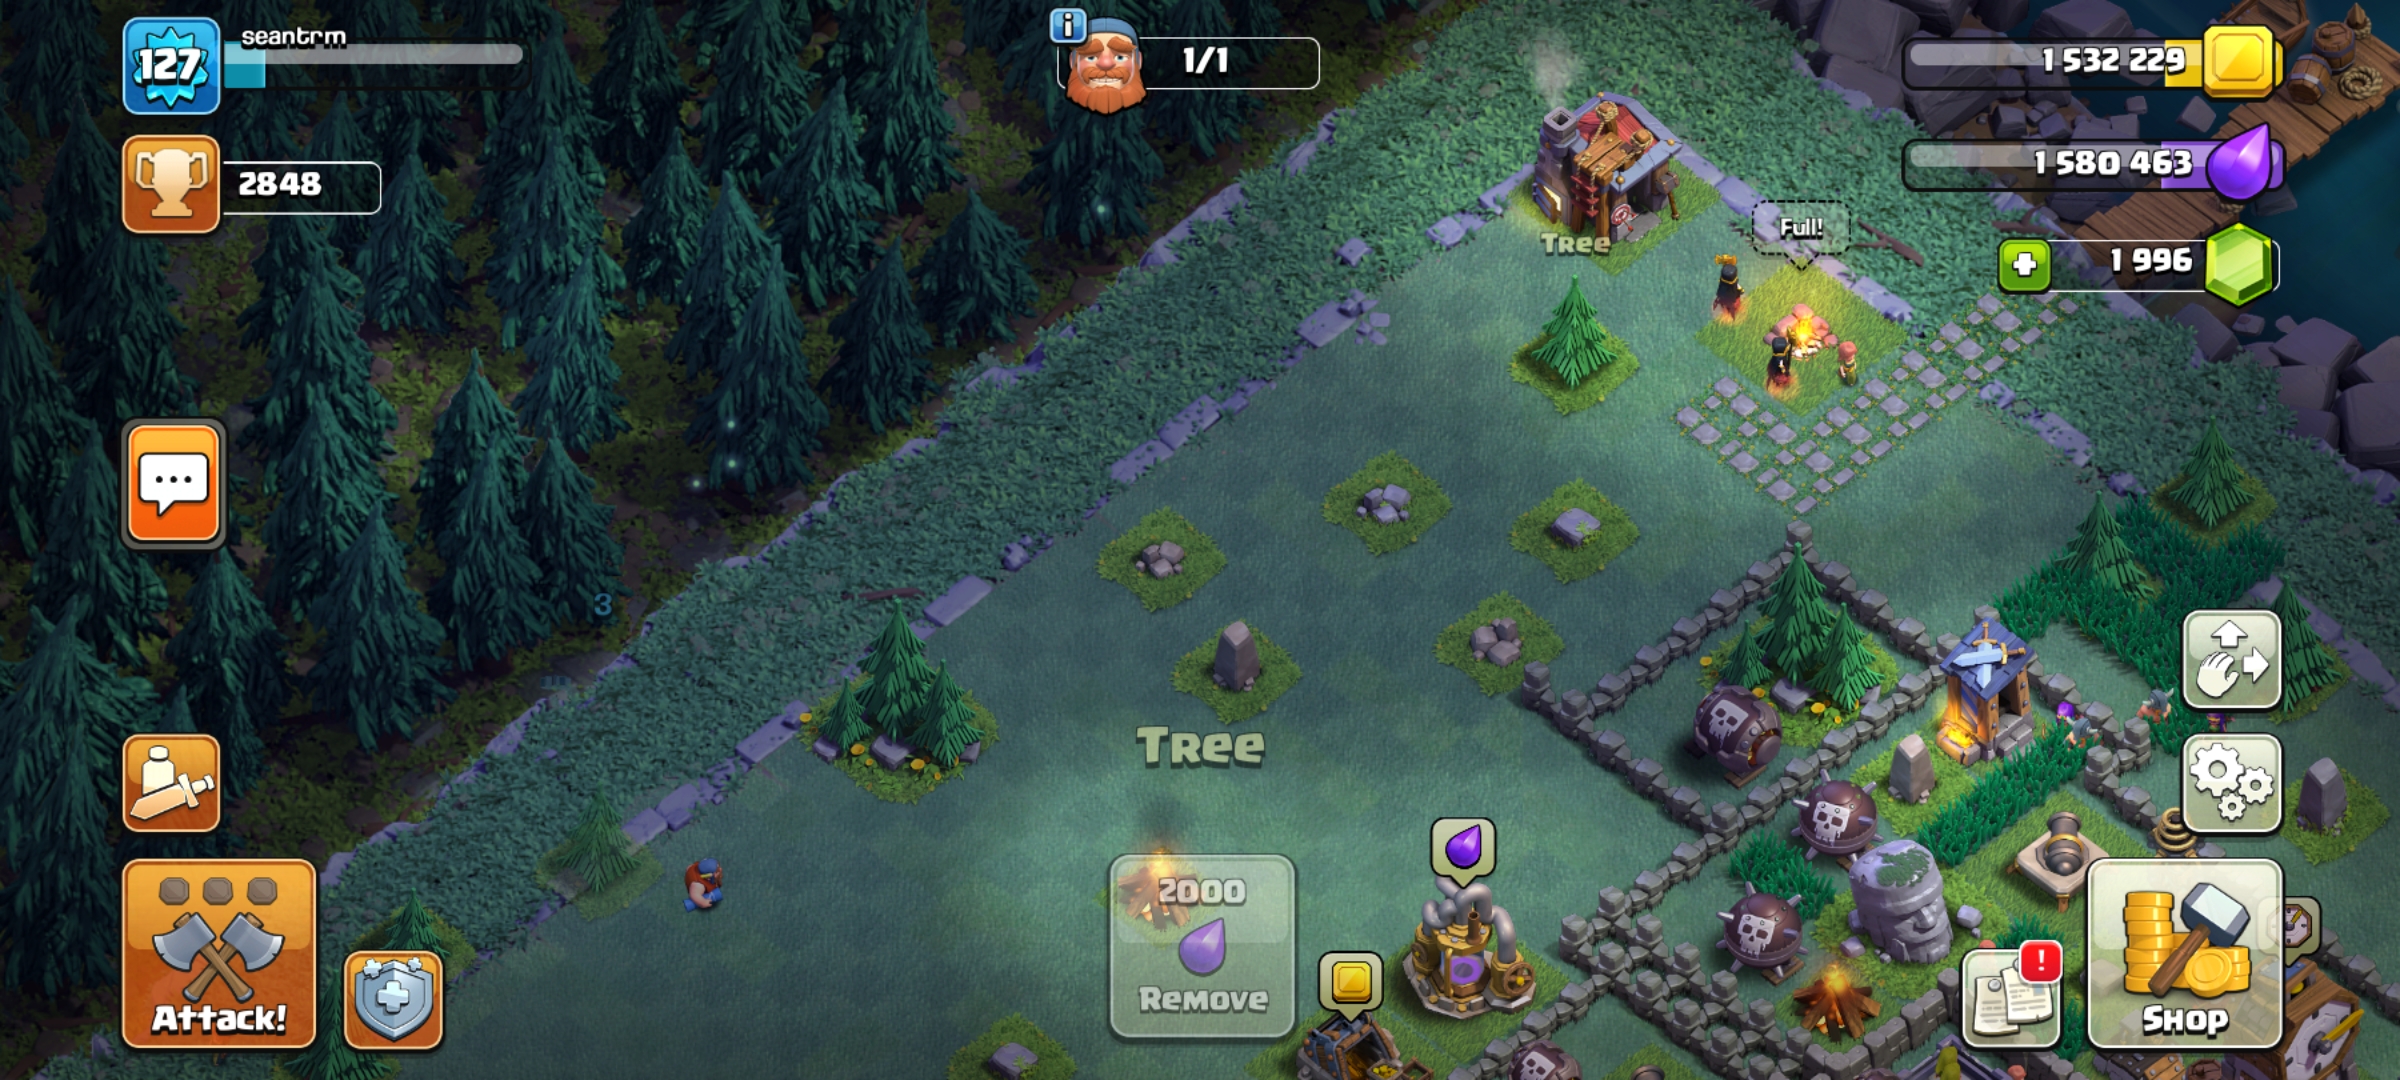 127
seantrm
i
1/1
1 532 229
2848
1 580 463
Full!
Tree
1 996
3
Tree
2000
Remove
Attack!
!
Shop